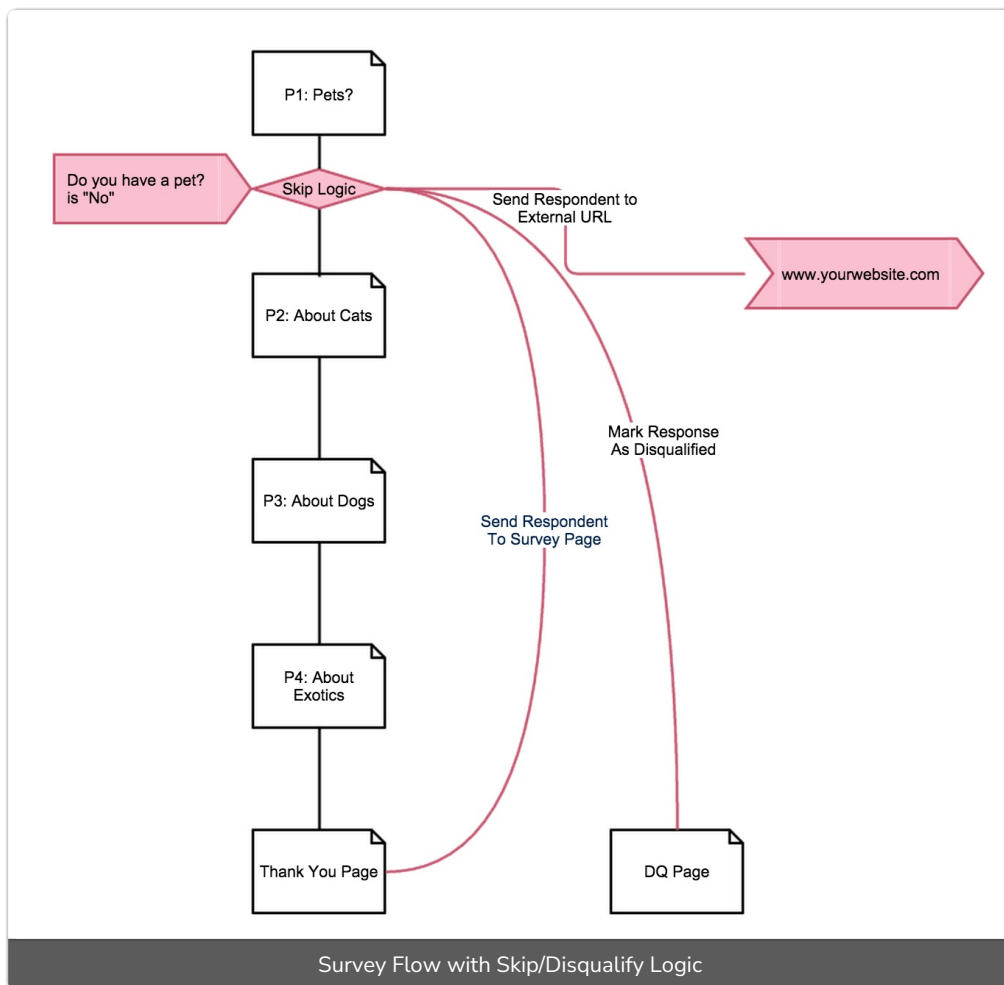 P1: Pets?
Do you have a pet?
is "No"
Skip Logic
Send Respondent to
External URL
www.yourwebsite.com
P2: About Cats
Mark Response
As Disqualified
P3: About Dogs
Send Respondent
To Survey Page
P4: About
Exotics
Thank You Page
DQ Page
Survey Flow with Skip/Disqualify Logic